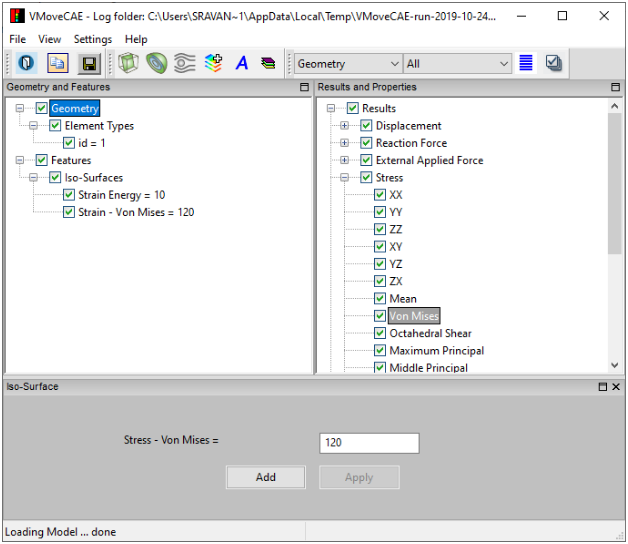 VMoveCAE - Log folder: C:\Users\SRAVAN~1\AppData\Local\Temp\VMoveCAE-run-2019-10-24...
File View Settings Help
A Geometry All
Geometry and Features
Geometry
Element Types
id = 1
Features
Iso-Surfaces
Strain Energy = 10
Strain - Von Mises = 120
Results and Properties
Results
Displacement
Reaction Force
External Applied Force
Stress
XX
YY
ZZ
XY
YZ
ZX
Mean
Von Mises
Octahedral Shear
Maximum Principal
Middle Principal
Iso-Surface
Stress - Von Mises = 120
Add Apply
Loading Model ... done